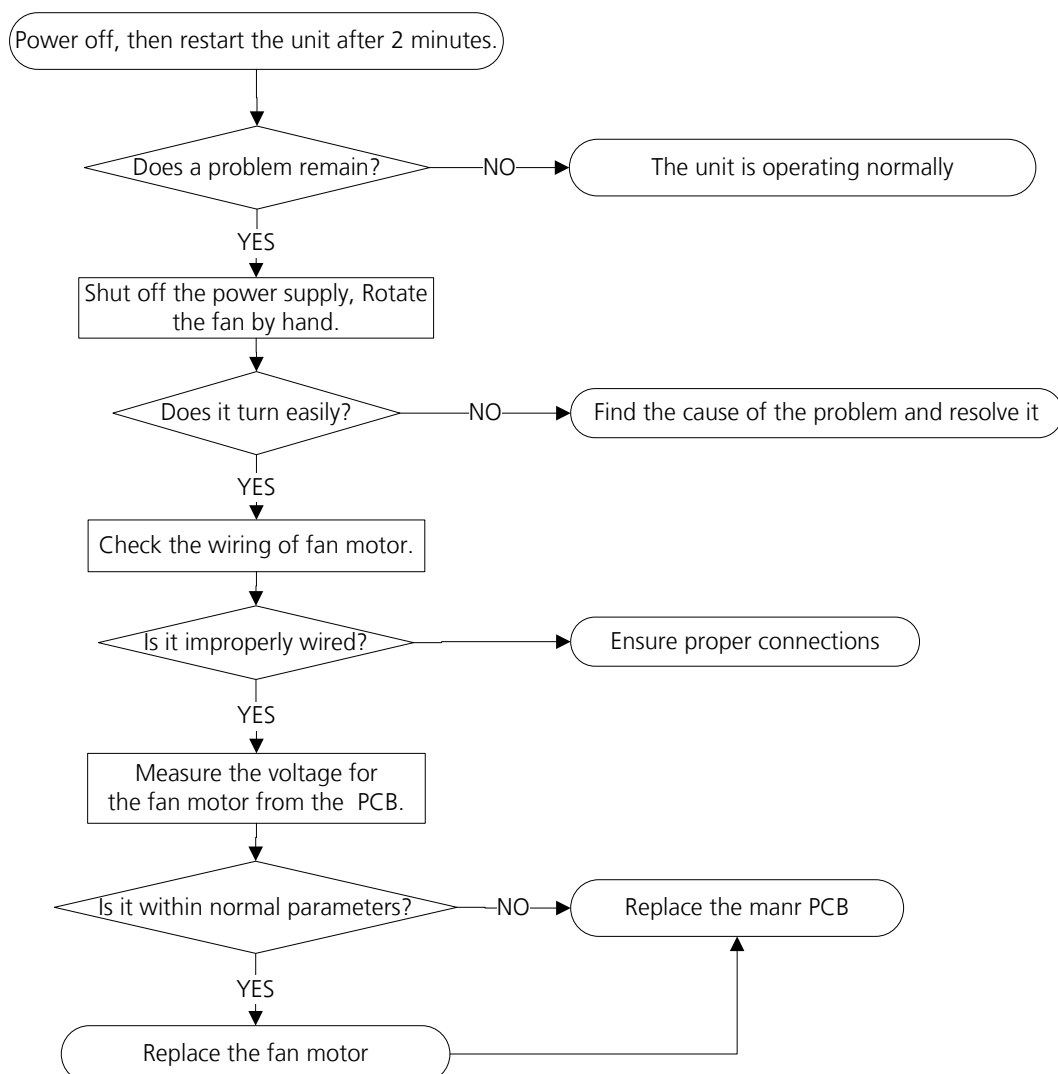 Power off, then restart the unit after 2 minutes.
Does a problem remain?
NO
The unit is operating normally
YES
Shut off the power supply, Rotate
the fan by hand.
Does it turn easily?
NO
Find the cause of the problem and resolve it
YES
Check the wiring of fan motor.
Is it improperly wired?
Ensure proper connections
YES
Measure the voltage for
the fan motor from the PCB.
Is it within normal parameters?
NO
Replace the manr PCB
YES
Replace the fan motor